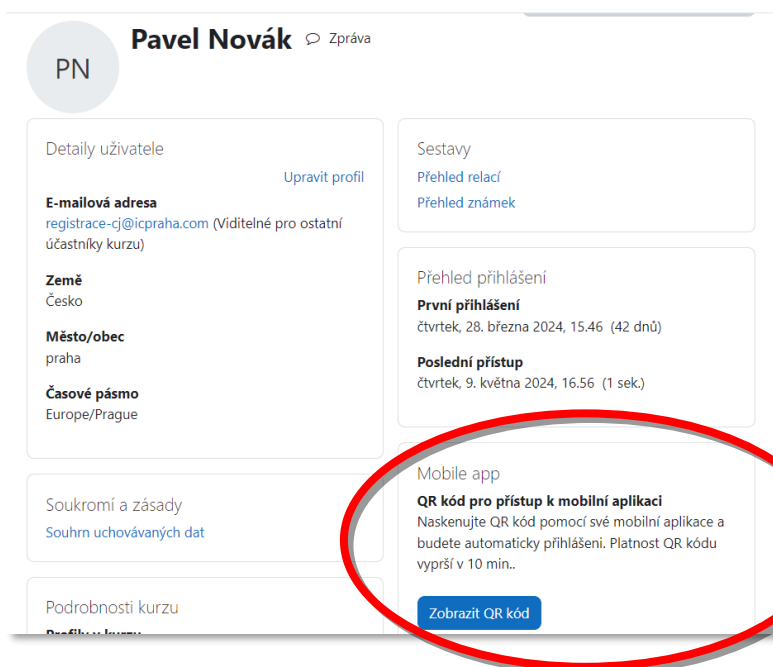 PN
Pavel Novák
Zpráva
Detaily uživatele
Upravit profil
E-mailová adresa
registrace-cj@icpraha.com (Viditelné pro ostatní
účastníky kurzu)
Země
Česko
Město/obec
praha
Časové pásmo
Europe/Prague
Soukromí a zásady
Souhrn uchovávaných dat
Podrobnosti kurzu
Profily v kurzu
Sestavy
Přehled relací
Přehled známek
Přehled přihlášení
První přihlášení
čtvrtek, 28. března 2024, 15.46 (42 dnů)
Poslední přístup
čtvrtek, 9. května 2024, 16.56 (1 sek.)
Mobile app
QR kód pro přístup k mobilní aplikaci
Naskenujte QR kód pomocí své mobilní aplikace a
budete automaticky přihlášeni. Platnost QR kódu
vyprší v 10 min..
Zobrazit QR kód